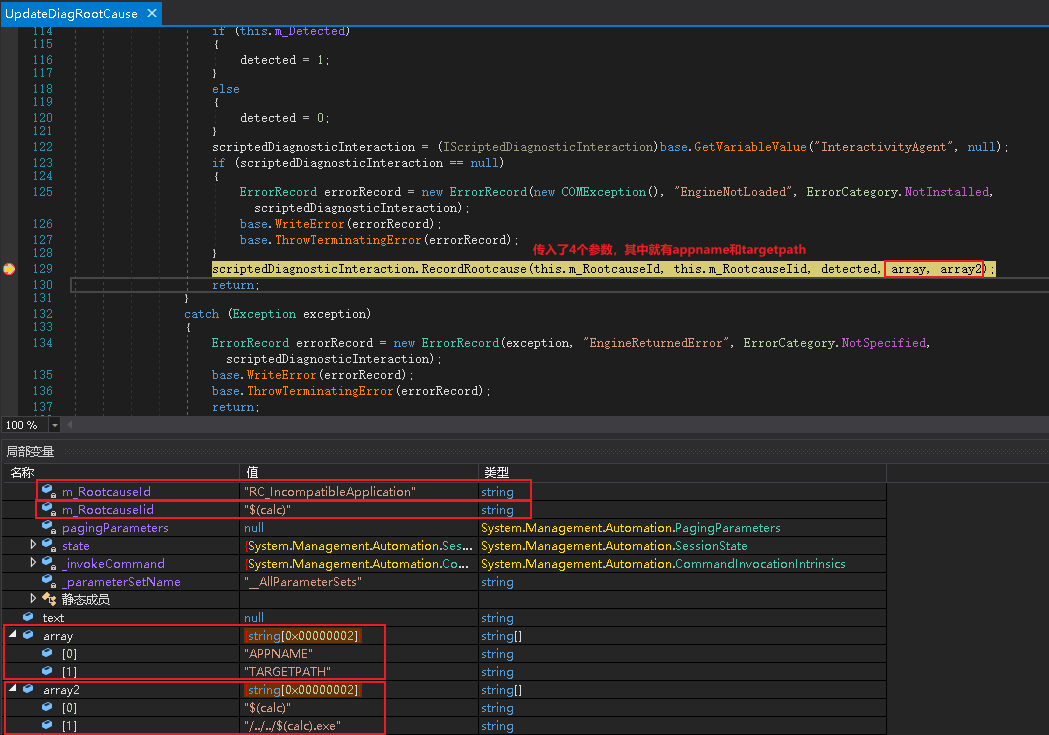 UpdateDiagRootCause ✕
114 if (this.m_Detected)
115 {
116 detected = 1;
117 }
118 else
119 {
120 detected = 0;
121 }
122 scriptedDiagnosticInteraction = (IScriptedDiagnosticInteraction)base.GetVariableValue("InteractivityAgent", null);
123 if (scriptedDiagnosticInteraction == null)
124 {
125 ErrorRecord errorRecord = new ErrorRecord(new COMException(), "EngineNotLoaded", ErrorCategory.NotInstalled,
scriptedDiagnosticInteraction);
126 base.WriteError(errorRecord);
127 base.ThrowTerminatingError(errorRecord);
128 }
传入了4个参数，其中就有appname和targetpath
129 scriptedDiagnosticInteraction.RecordRootcause(this.m_RootcauseId, this.m_RootcauseIid, detected, array, array2);
130 return;
131 }
132 catch (Exception exception)
133 {
134 ErrorRecord errorRecord = new ErrorRecord(exception, "EngineReturnedError", ErrorCategory.NotSpecified,
scriptedDiagnosticInteraction);
135 base.WriteError(errorRecord);
136 base.ThrowTerminatingError(errorRecord);
137 return;
100 %
局部变量
名称 值 类型
m_RootcauseId "RC_IncompatibleApplication" string
m_RootcauseIid "$(calc)" string
pagingParameters null System.Management.Automation.PagingParameters
state {System.Management.Automation.Ses... System.Management.Automation.SessionState
_invokeCommand {System.Management.Automation.Co... System.Management.Automation.CommandInvocationIntrinsics
_parameterSetName "__AllParameterSets" string
静态成员
text null string
array string[0x00000002] string[]
[0] "APPNAME" string
[1] "TARGETPATH" string
array2 string[0x00000002] string[]
[0] "$(calc)" string
[1] "/../../$(calc).exe" string